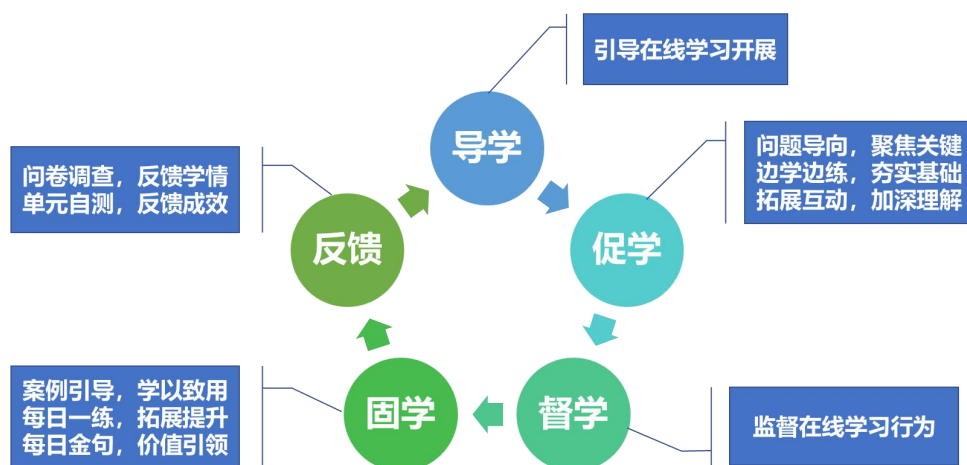 引导在线学习开展
导学
问题导向，聚焦关键
边学边练，夯实基础
拓展互动，加深理解
促学
问卷调查，反馈学情
单元自测，反馈成效
反馈
案例引导，学以致用
每日一练，拓展提升
每日金句，价值引领
固学
督学
监督在线学习行为